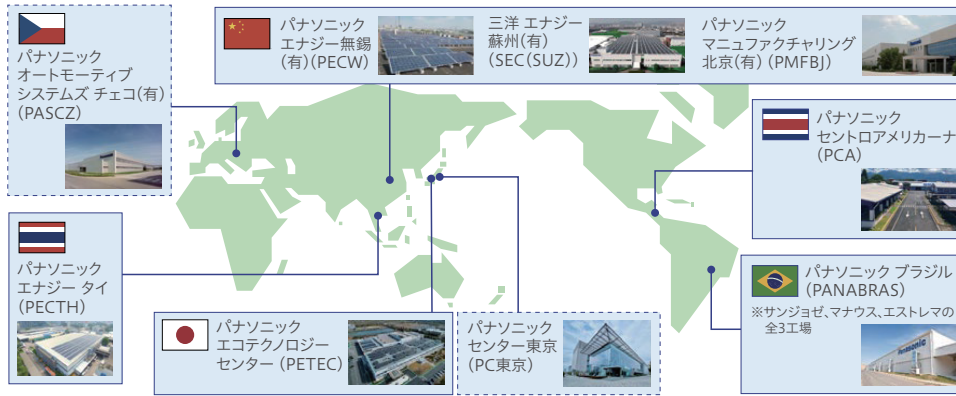 パナソニック
オートモーティブ
システムズ チェコ(有)
(PASCZ)
パナソニック
エナジー無錫
(有)(PECW)
三洋 エナジー
蘇州(有)
(SEC(SUZ))
パナソニック
マニュファクチャリング
北京(有) (PMFBJ)
パナソニック
セントロアメリカーナ
(PCA)
パナソニック
エナジー タイ
(PECTH)
パナソニック
エコテクノロジー
センター (PETEC)
パナソニック
センター東京
(PC東京)
パナソニック ブラジル
(PANABRAS)
※サンジョゼ、マナウス、エストレマの
全3工場
Panasonic